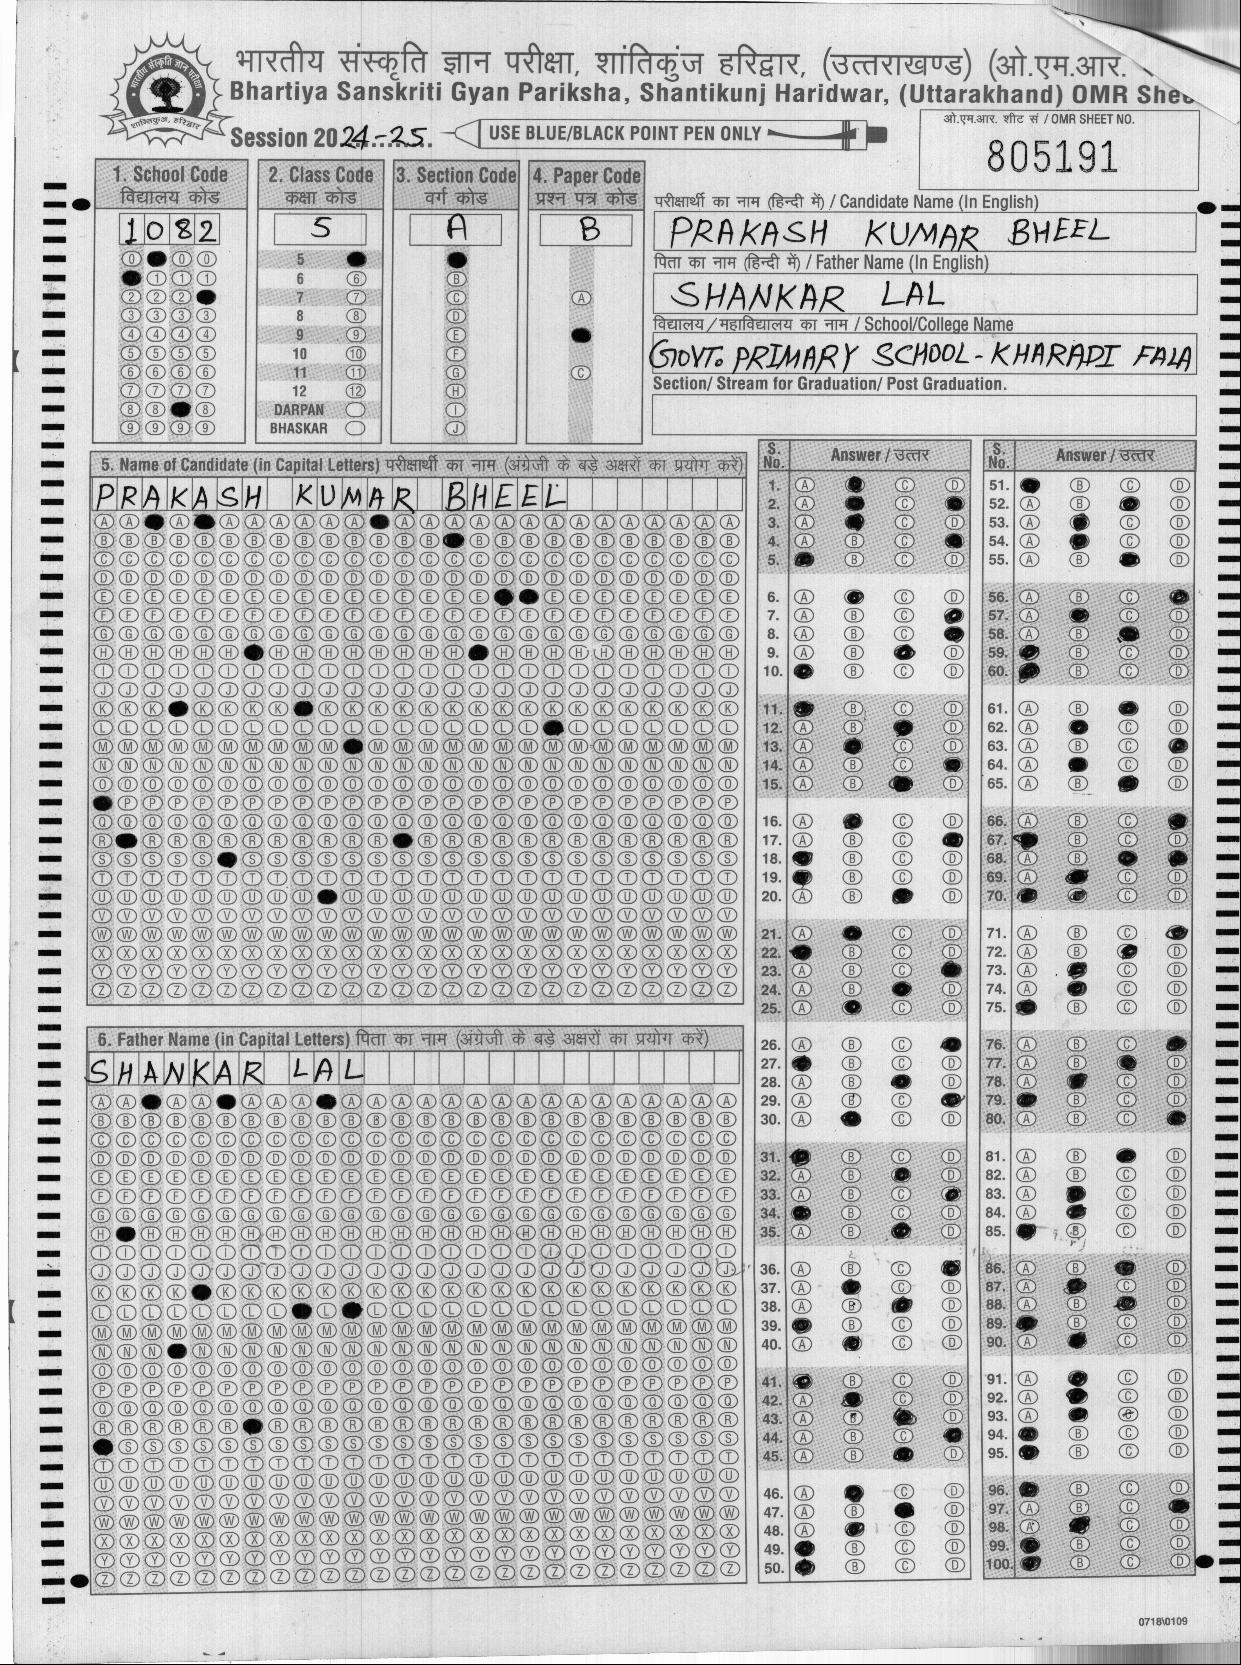 भारतीय संस्कृति ज्ञान परीक्षा, शांतिकुंज हरिद्वार, (उत्तराखण्ड) (ओ.एम.आर.
Bhartiya Sanskriti Gyan Pariksha, Shantikunj Haridwar, (Uttarakhand) OMR Shee
Session 2024-25.
USE BLUE/BLACK POINT PEN ONLY
ओ.एम.आर. शीट सं / OMR SHEET NO.
805191
1. School Code
विद्यालय कोड
1082
2. Class Code
कक्षा कोड
5
5
6
7
8
9
10
11
12
DARPAN
BHASKAR
3. Section Code
वर्ग कोड
A
4. Paper Code
प्रश्न पत्र कोड
B
परीक्षार्थी का नाम (हिन्दी में) / Candidate Name (In English)
PRAKASH KUMAR BHEEL
पिता का नाम (हिन्दी में) / Father Name (In English)
SHANKAR LAL
विद्यालय/महाविद्यालय का नाम / School/College Name
GOVT. PRIMARY SCHOOL-KHARADI FALA
Section/ Stream for Graduation/ Post Graduation.
5. Name of Candidate (in Capital Letters) परीक्षार्थी का नाम (अंग्रेजी के बड़े अक्षरों का प्रयोग करें)
PRAKASH KUMAR BHEEL
6. Father Name (in Capital Letters) पिता का नाम (अंग्रेजी के बड़े अक्षरों का प्रयोग करें)
SHANKAR LAL
S. No. Answer / उत्तर
S. No. Answer / उत्तर
0718\0109